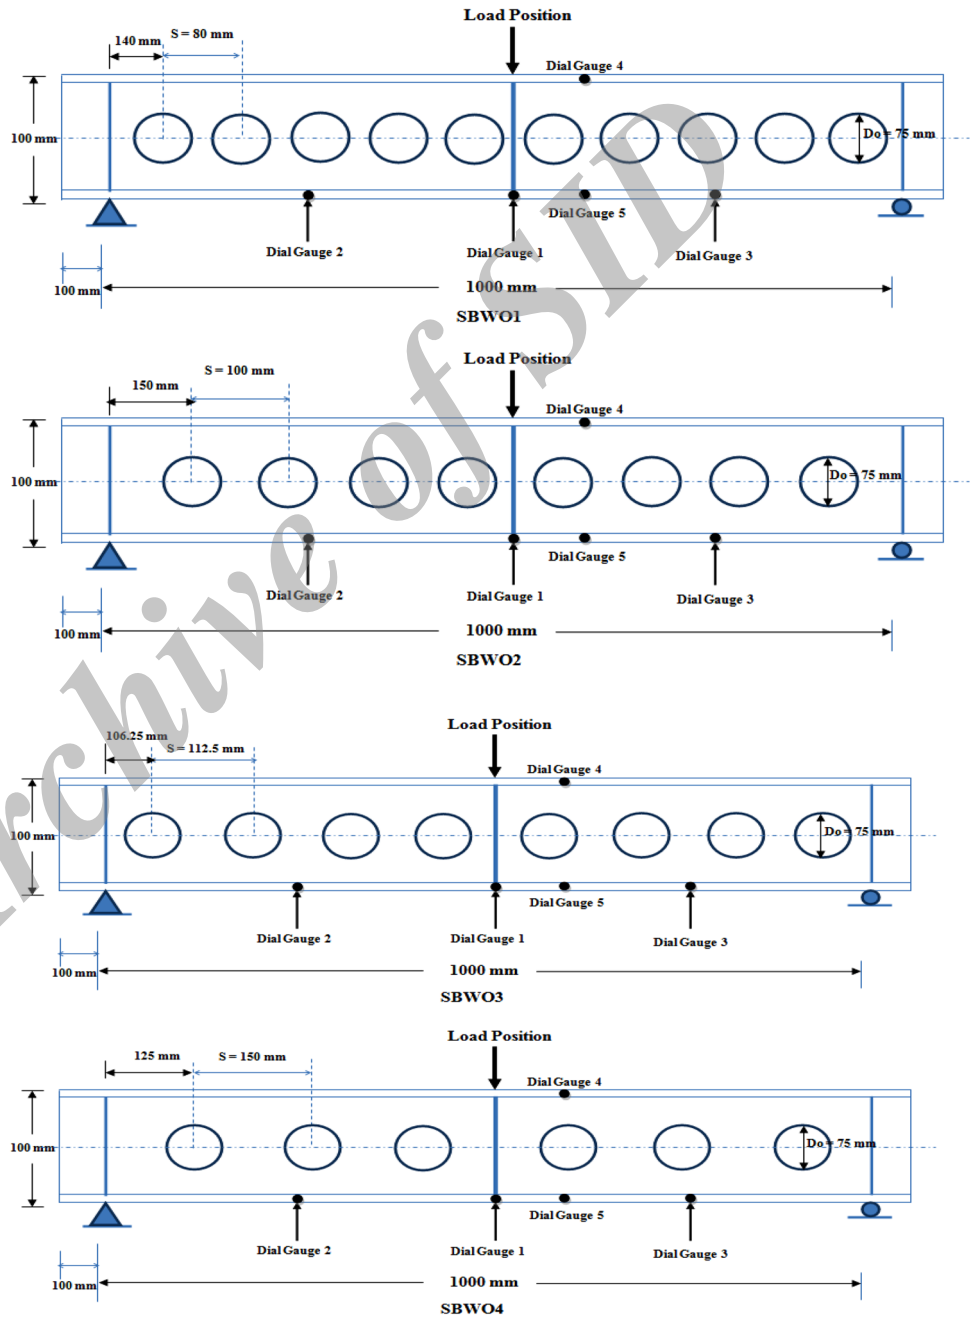 Load Position
140 mm
S = 80 mm
Dial Gauge 4
100 mm
Do = 75 mm
Dial Gauge 5
Dial Gauge 2
Dial Gauge 1
Dial Gauge 3
100 mm
1000 mm
SBWO1
Load Position
150 mm
S = 100 mm
Dial Gauge 4
100 mm
Do = 75 mm
Dial Gauge 5
Dial Gauge 2
Dial Gauge 1
Dial Gauge 3
100 mm
1000 mm
SBWO2
Load Position
106.25 mm
S = 112.5 mm
Dial Gauge 4
100 mm
Do = 75 mm
Dial Gauge 5
Dial Gauge 2
Dial Gauge 1
Dial Gauge 3
100 mm
1000 mm
SBWO3
Load Position
125 mm
S = 150 mm
Dial Gauge 4
100 mm
Do = 75 mm
Dial Gauge 5
Dial Gauge 2
Dial Gauge 1
Dial Gauge 3
100 mm
1000 mm
SBWO4
Archive of SID